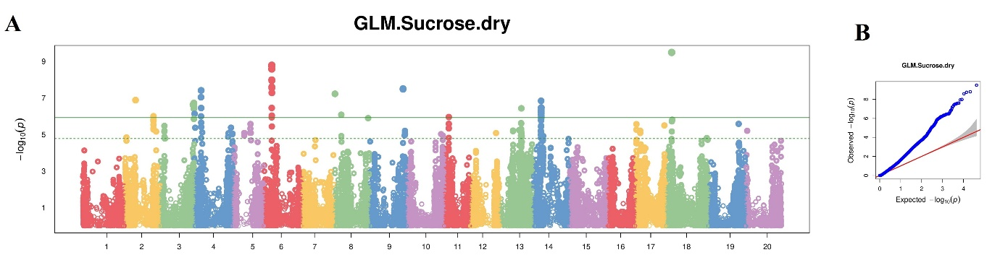 A
GLM.Sucrose.dry
−log10(p)
9
7
5
3
1
1 2 3 4 5 6 7 8 9 10 11 12 13 14 15 16 17 18 19 20
B
GLM.Sucrose.dry
Observed −log10(p)
8
6
4
2
0
0 1 2 3 4
Expected −log10(p)